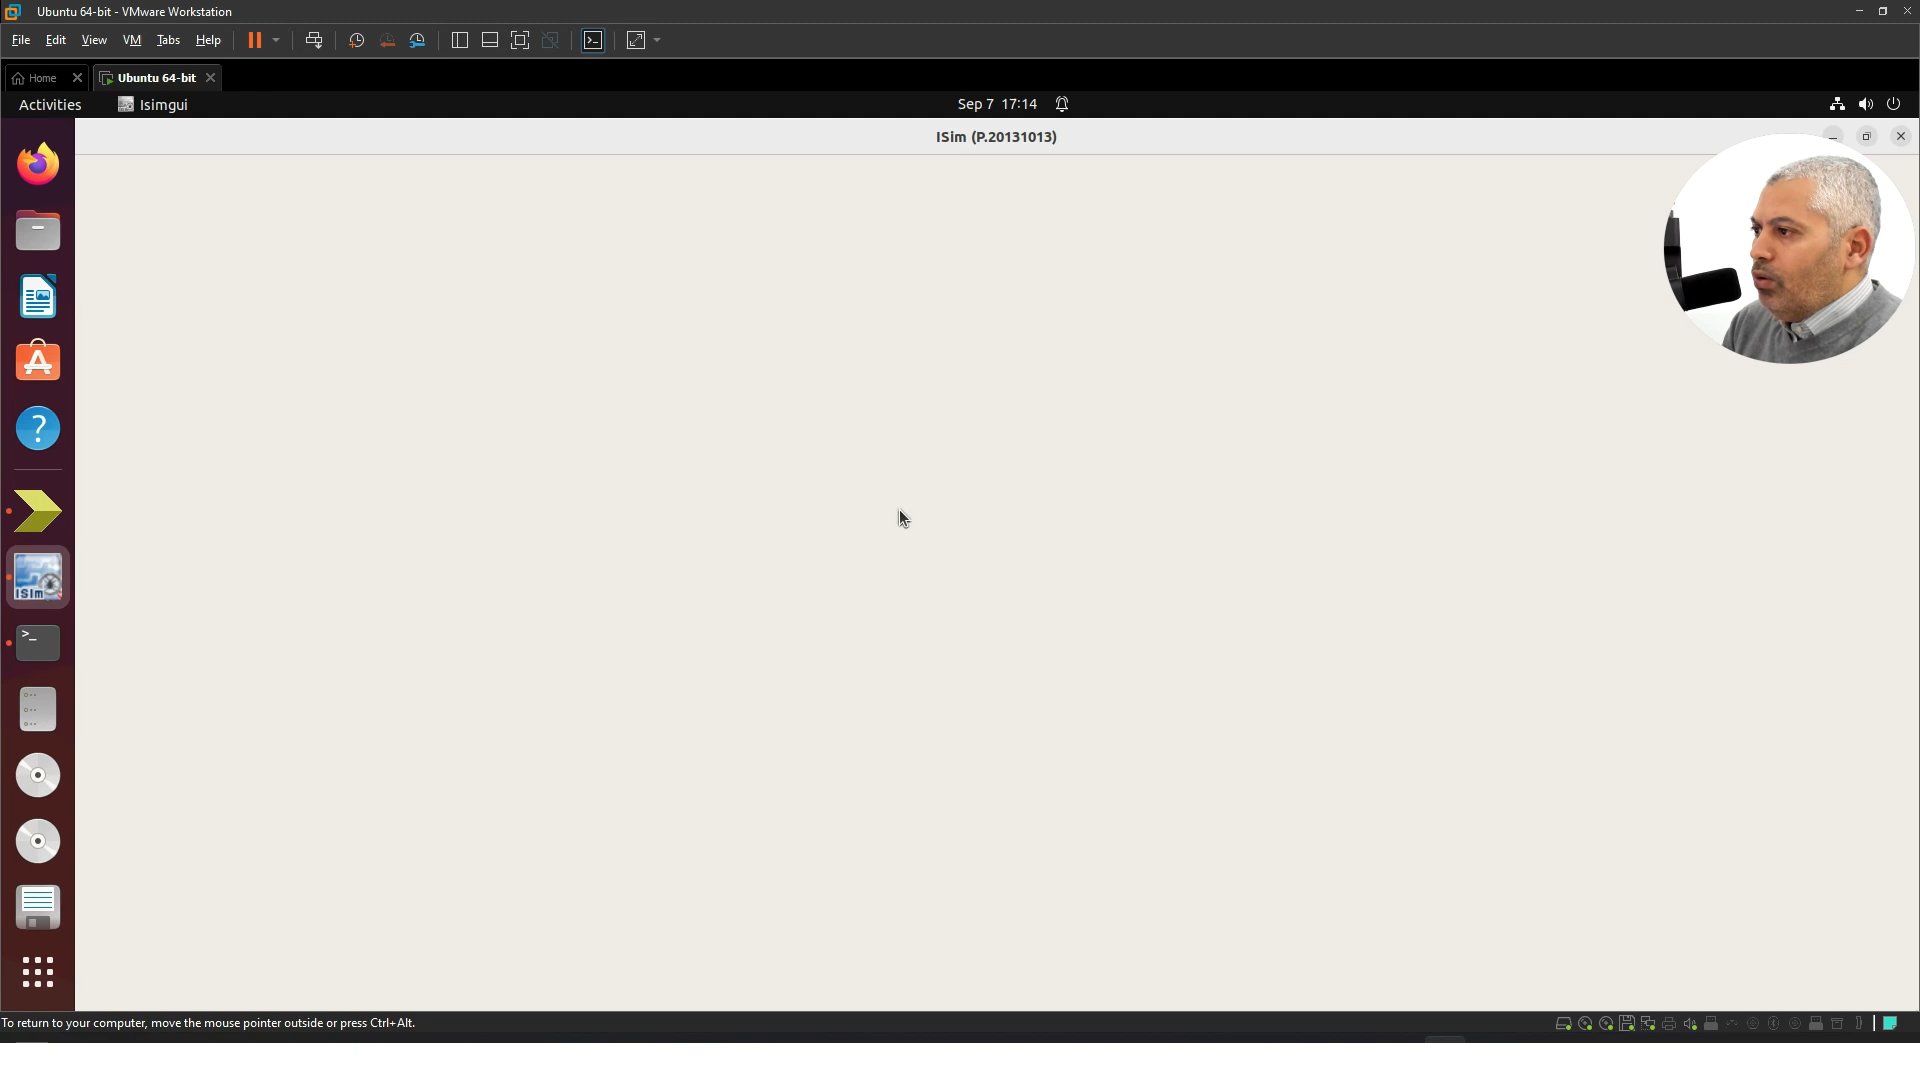 Ubuntu 64-bit - VMware Workstation
File Edit View VM Tabs Help
Home Ubuntu 64-bit
Activities Isimgui Sep 7 17:14
ISim (P.20131013)
ISim
To return to your computer, move the mouse pointer outside or press Ctrl+Alt.